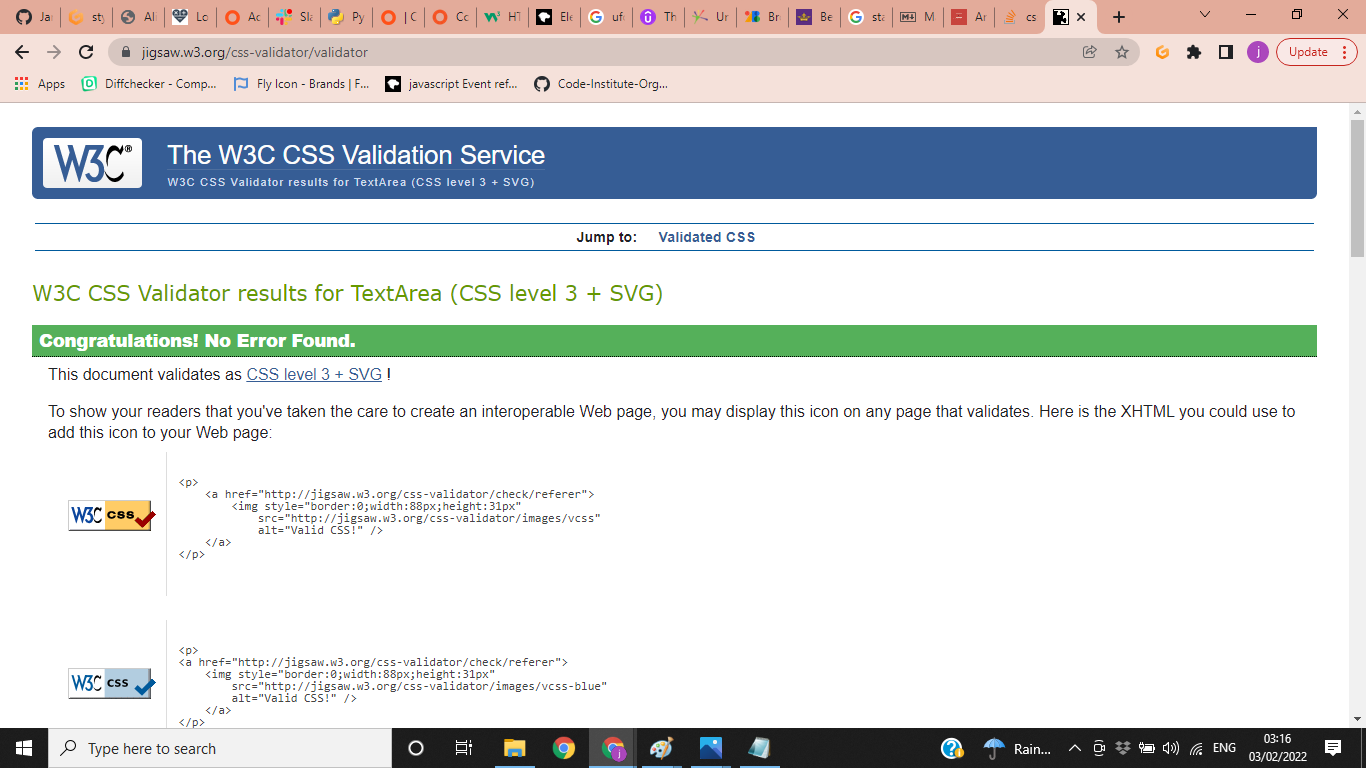 Ja
sty
Ali
Lo
Ac
Sla
Py
| C
Cc
HT
Ele
ufo
Th
Ur
Br
Be
sta
M
Ar
cs
jigsaw.w3.org/css-validator/validator
j
Update
Apps
Diffchecker - Comp...
Fly Icon - Brands | F...
javascript Event ref...
Code-Institute-Org...
W3C®
The W3C CSS Validation Service
W3C CSS Validator results for TextArea (CSS level 3 + SVG)
Jump to: Validated CSS
W3C CSS Validator results for TextArea (CSS level 3 + SVG)
Congratulations! No Error Found.
This document validates as CSS level 3 + SVG !
To show your readers that you've taken the care to create an interoperable Web page, you may display this icon on any page that validates. Here is the XHTML you could use to
add this icon to your Web page:
W3C css
<p>
<a href="http://jigsaw.w3.org/css-validator/check/referer">
<img style="border:0;width:88px;height:31px"
src="http://jigsaw.w3.org/css-validator/images/vcss"
alt="Valid CSS!" />
</a>
</p>
W3C css
<p>
<a href="http://jigsaw.w3.org/css-validator/check/referer">
<img style="border:0;width:88px;height:31px"
src="http://jigsaw.w3.org/css-validator/images/vcss-blue"
alt="Valid CSS!" />
</a>
</p>
Type here to search
j
Rain...
ENG
03:16
03/02/2022